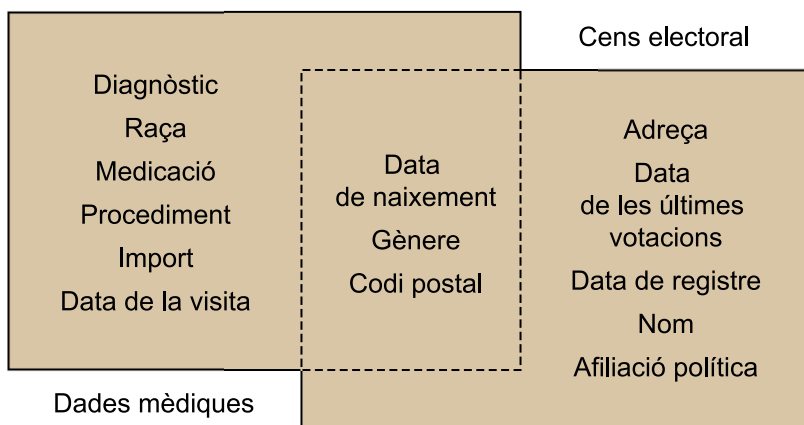 Cens electoral
Diagnòstic
Raça
Medicació
Procediment
Import
Data de la visita
Data
de naixement
Gènere
Codi postal
Adreça
Data
de les últimes
votacions
Data de registre
Nom
Afiliació política
Dades mèdiques